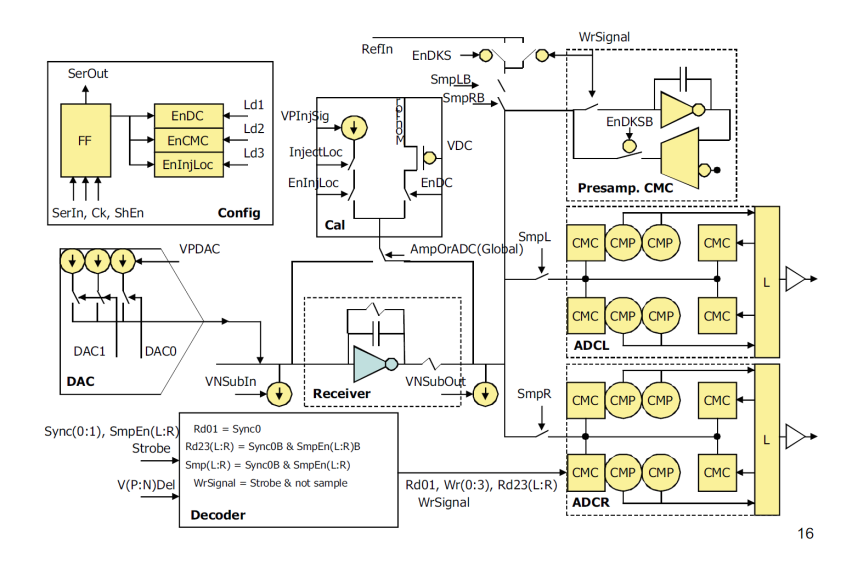 RefIn
WrSignal
EnDKS
SerOut
SmpLB
SmpRB
FF
EnDC
EnCMC
EnInjLoc
Ld1
Ld2
Ld3
VPInjSig
InjectLoc
EnInjLoc
VDC
EnDC
EnDKSB
Presamp. CMC
SerIn, Ck, ShEn
Config
Cal
AmpOrADC(Global)
VPDAC
DAC1
DAC0
DAC
SmpL
CMC
CMP
CMP
CMC
L
CMC
CMP
CMP
CMC
ADCL
VNSubIn
Receiver
VNSubOut
SmpR
CMC
CMP
CMP
CMC
L
CMC
CMP
CMP
CMC
ADCR
Sync(0:1), SmpEn(L:R)
Strobe
V(P:N)Del
Rd01 = Sync0
Rd23(L:R) = Sync0B & SmpEn(L:R)B
Smp(L:R) = Sync0B & SmpEn(L:R)
WrSignal = Strobe & not sample
Decoder
Rd01, Wr(0:3), Rd23(L:R)
WrSignal
16